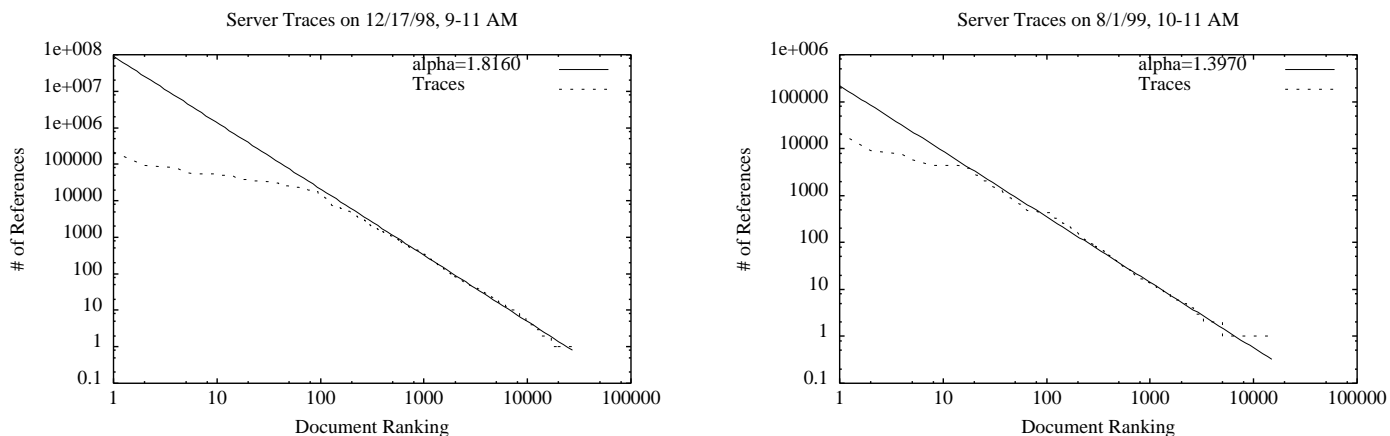 Server Traces on 12/17/98, 9-11 AM
1e+008
1e+007
1e+006
100000
10000
1000
100
10
1
0.1
# of References
alpha=1.8160
Traces
1 10 100 1000 10000 100000
Document Ranking
Server Traces on 8/1/99, 10-11 AM
1e+006
100000
10000
1000
100
10
1
0.1
# of References
alpha=1.3970
Traces
1 10 100 1000 10000 100000
Document Ranking